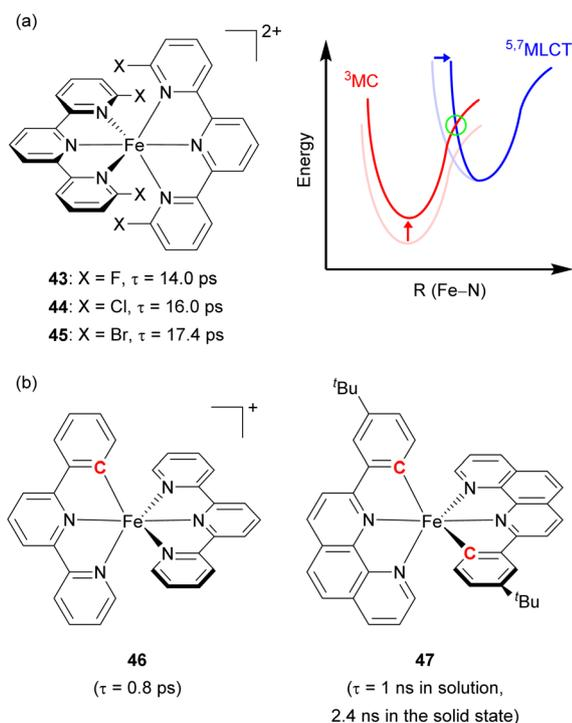 (a)
2+
X
X
N
N
N
Fe
N
N
N
X
X
43: X = F, τ = 14.0 ps
44: X = Cl, τ = 16.0 ps
45: X = Br, τ = 17.4 ps
Energy
³MC
⁵,⁷MLCT
R (Fe–N)
(b)
+
C
N
N
Fe
N
N
N
46
(τ = 0.8 ps)
ᵗBu
C
N
N
Fe
N
N
C
ᵗBu
47
(τ = 1 ns in solution,
2.4 ns in the solid state)